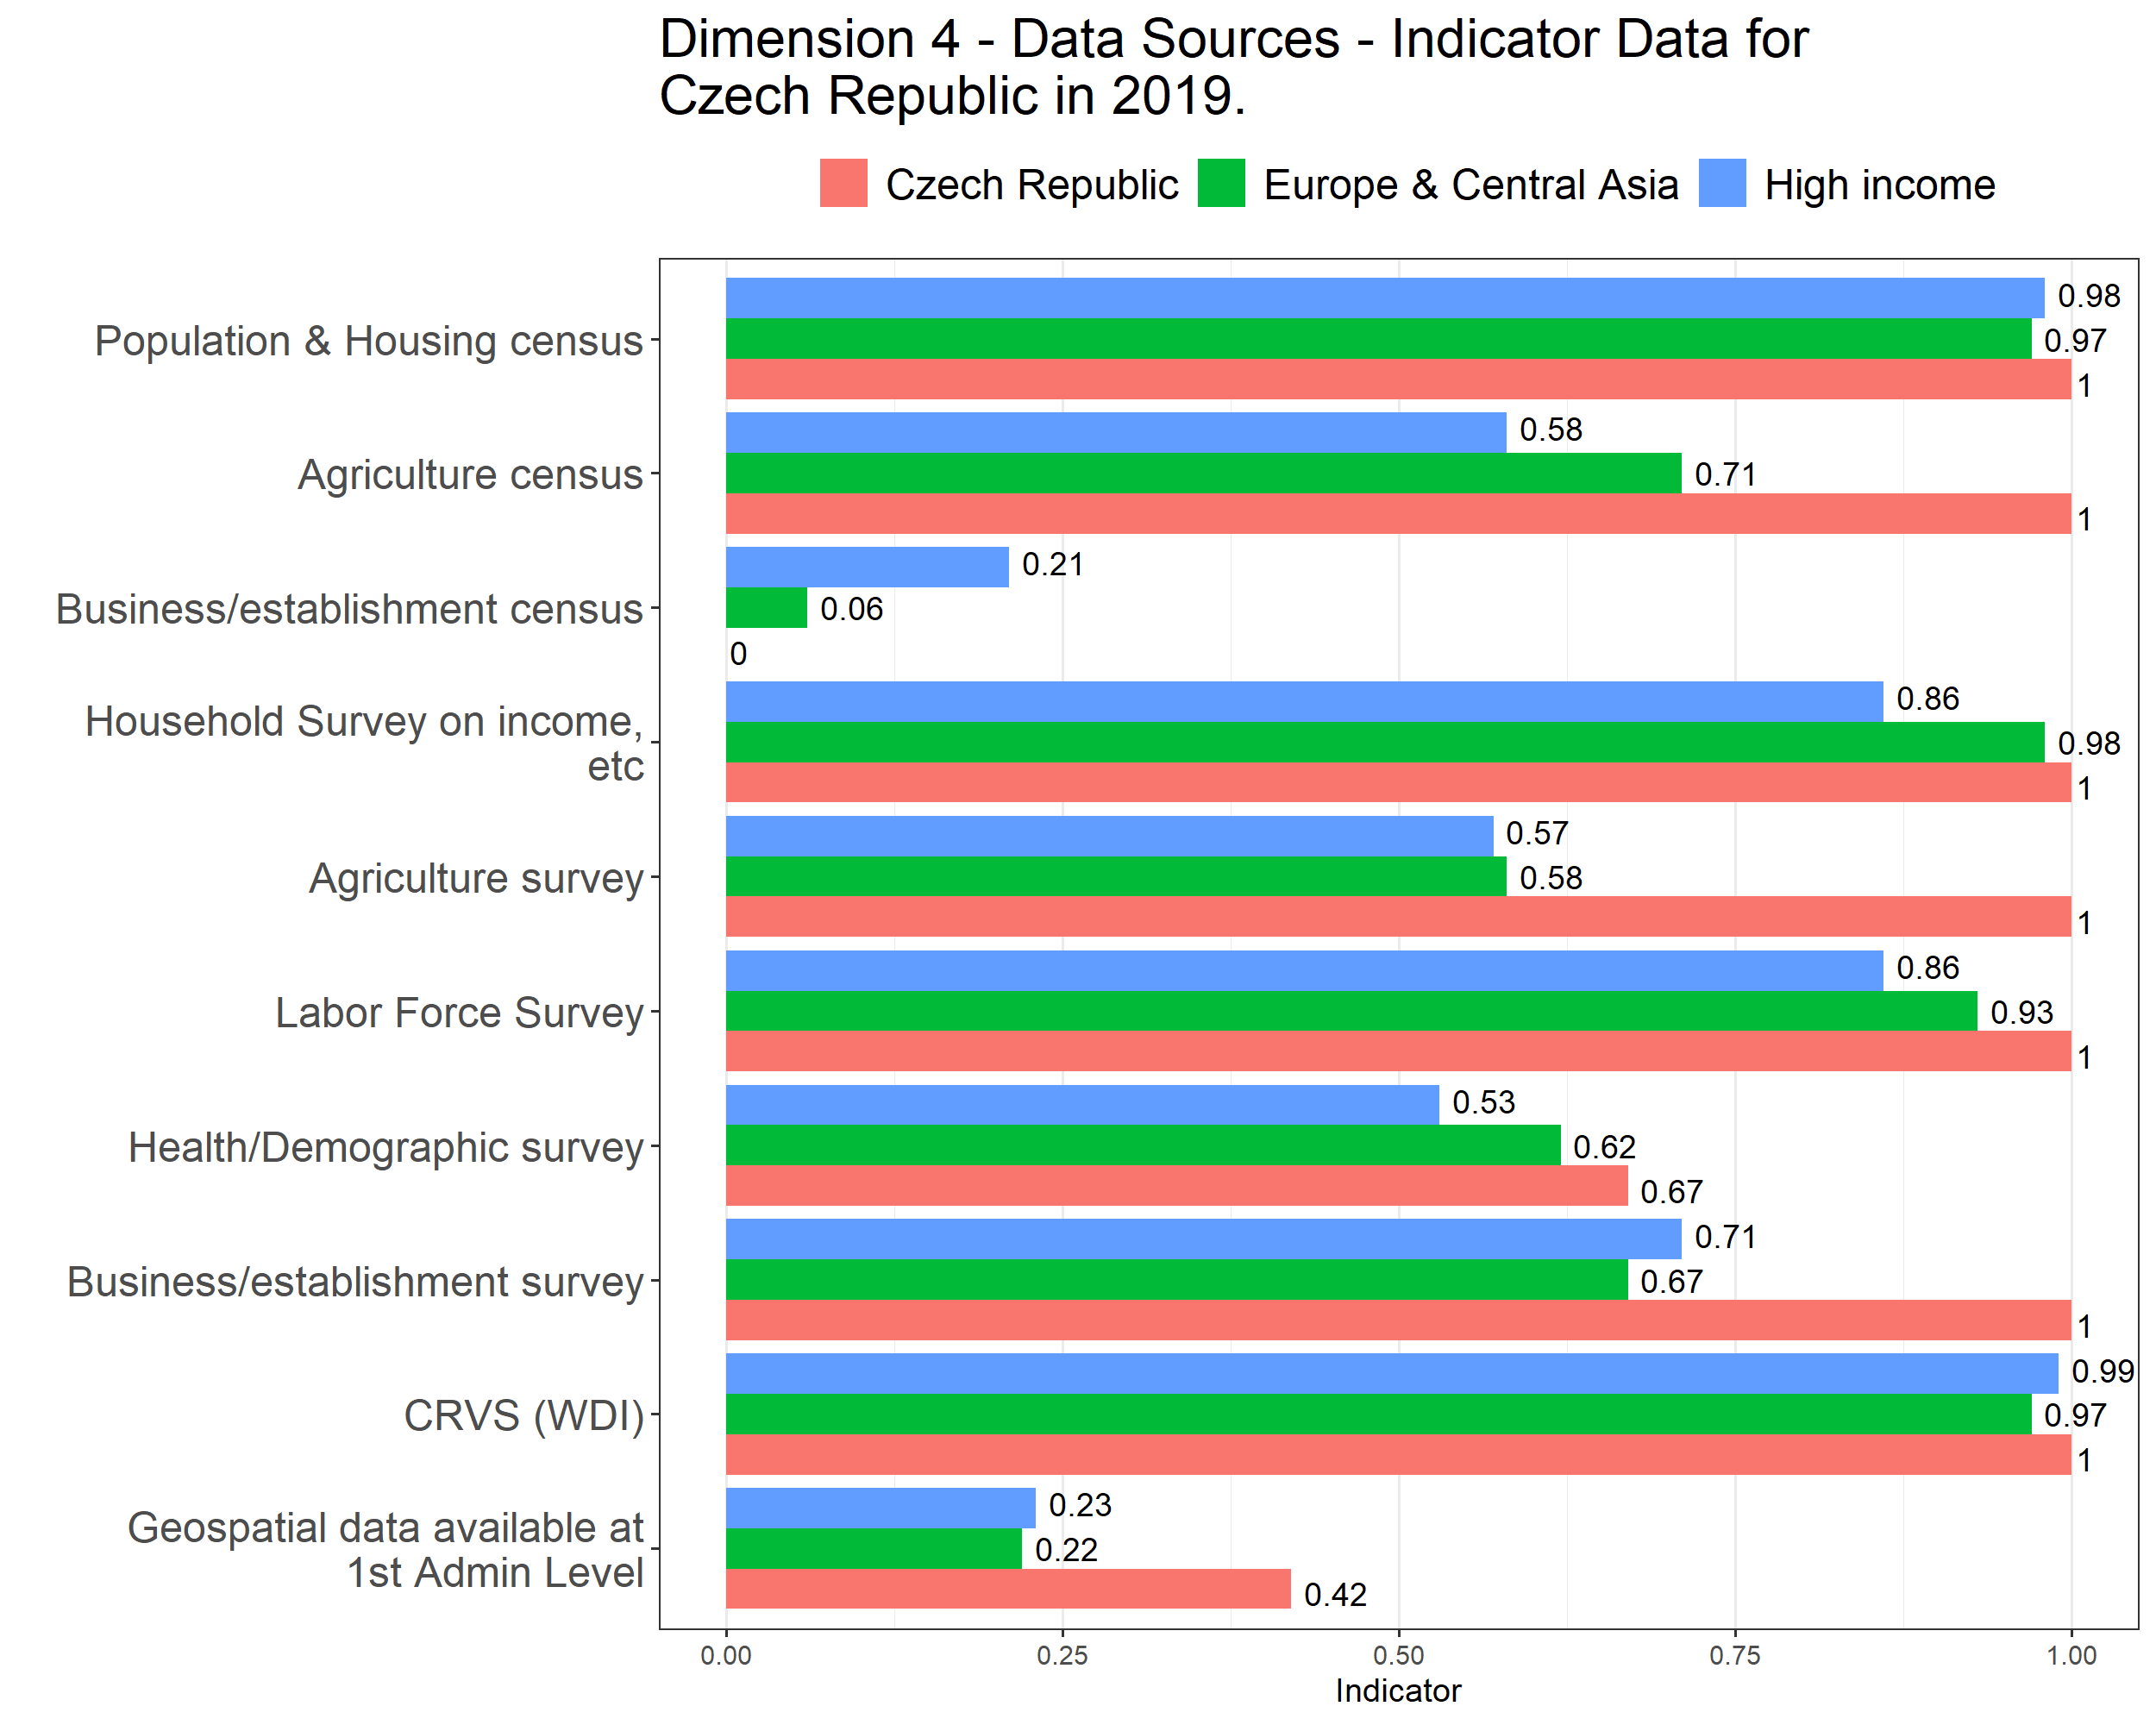 Dimension 4 - Data Sources - Indicator Data for
Czech Republic in 2019.
Czech Republic
Europe & Central Asia
High income
Population & Housing census
0.98
0.97
1
Agriculture census
0.58
0.71
1
Business/establishment census
0.21
0.06
0
Household Survey on income,
etc
0.86
0.98
1
Agriculture survey
0.57
0.58
1
Labor Force Survey
0.86
0.93
1
Health/Demographic survey
0.53
0.62
0.67
Business/establishment survey
0.71
0.67
1
CRVS (WDI)
0.99
0.97
1
Geospatial data available at
1st Admin Level
0.23
0.22
0.42
0.00
0.25
0.50
0.75
1.00
Indicator